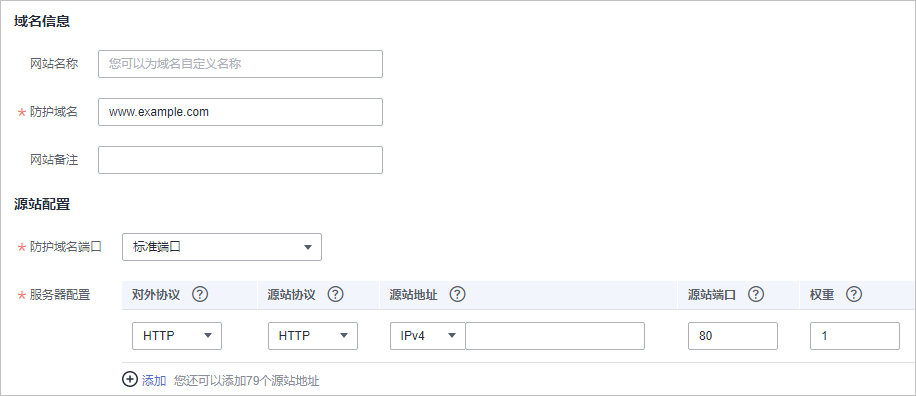 域名信息
网站名称 您可以为域名自定义名称
* 防护域名 www.example.com
网站备注
源站配置
* 防护域名端口 标准端口
* 服务器配置 对外协议 ? 源站协议 ? 源站地址 ? 源站端口 ? 权重 ?
HTTP HTTP IPv4 80 1
添加 您还可以添加79个源站地址